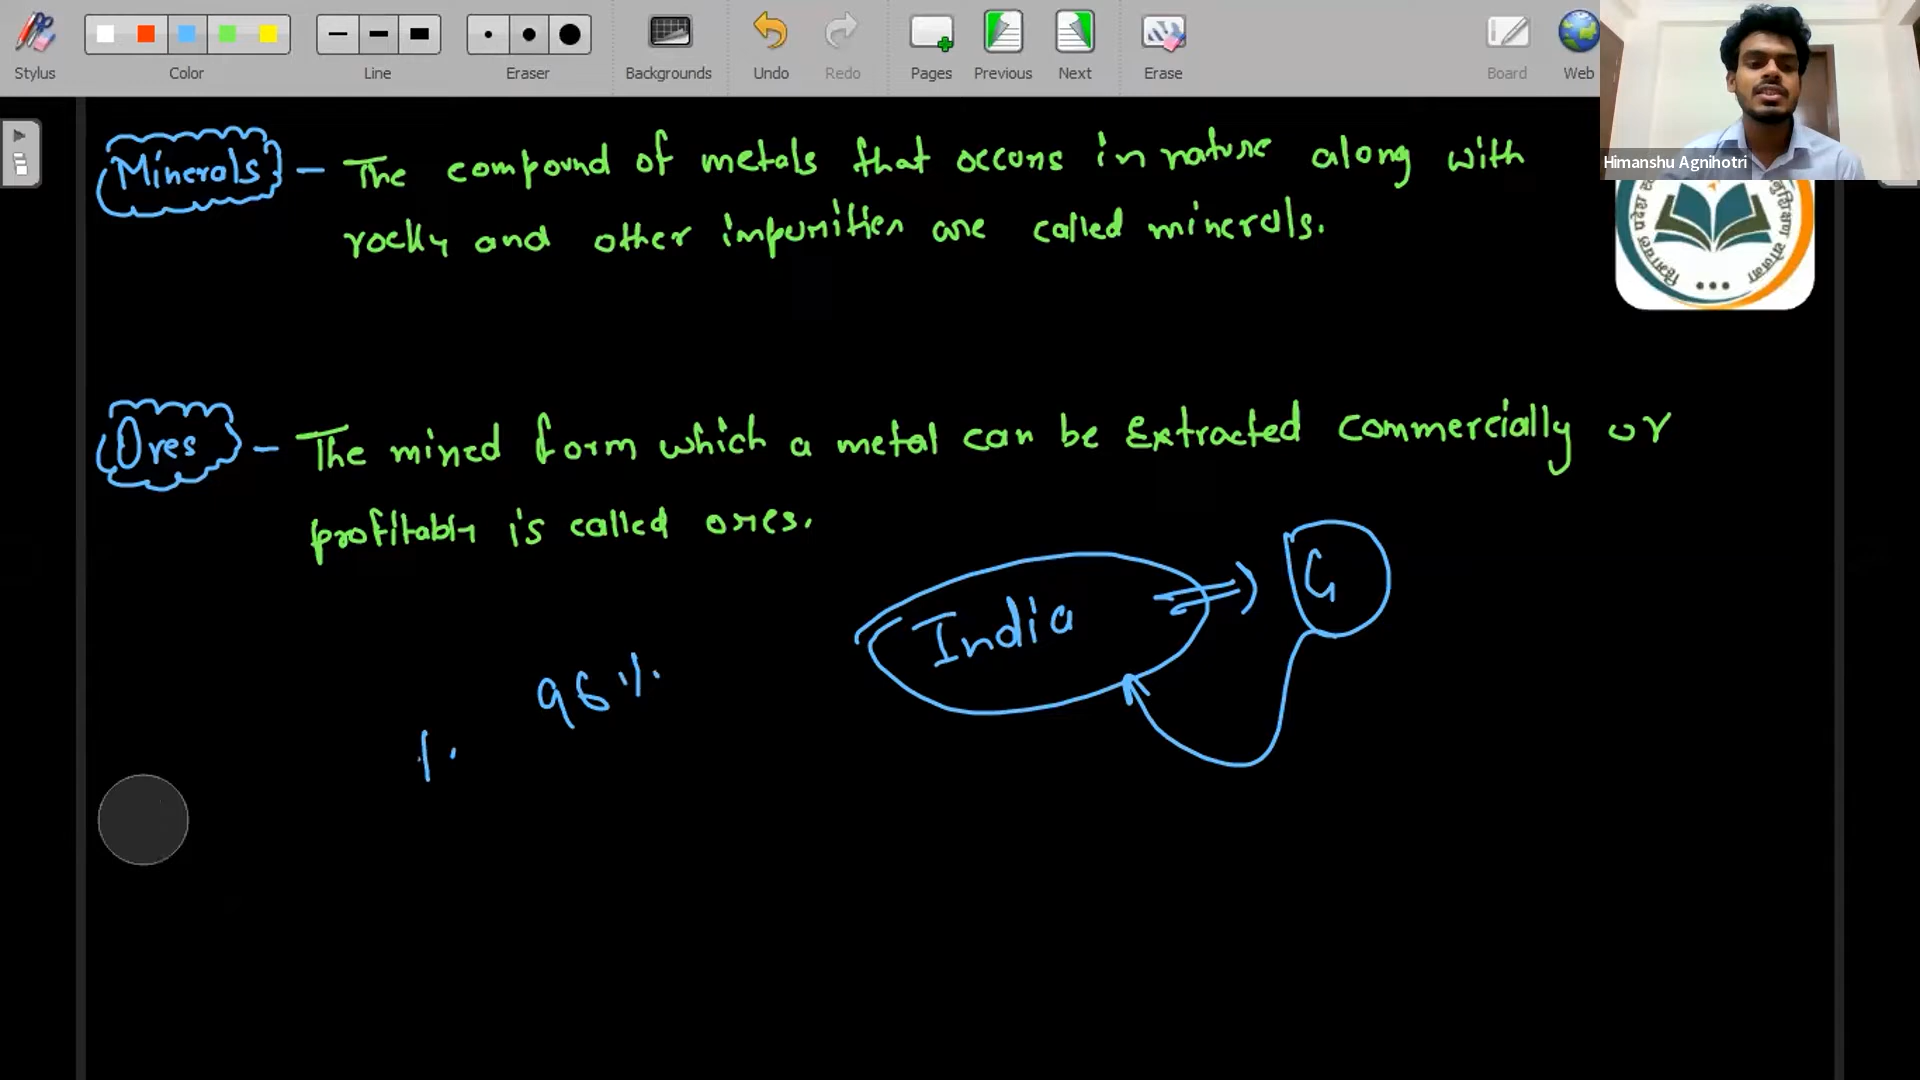 Stylus
Color
Line
Eraser
Backgrounds
Undo
Redo
Pages
Previous
Next
Erase
Board
Web
Himanshu Agnihotri
Minerals - The compound of metals that occurs in nature along with
rocky and other impurities are called minerals.
Ores - The mined form which a metal can be Extracted commercially or
profitably is called ores.
India
G
96%